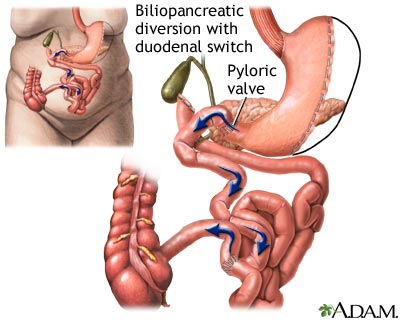 Biliopancreatic
diversion with
duodenal switch
Pyloric
valve
A.D.A.M.